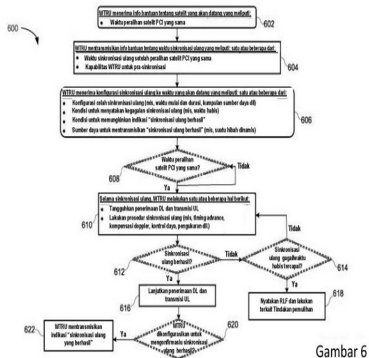 600
WTRU menerima info bantuan tentang satelit yang akan datang yang meliputi:
• Waktu peralihan satelit PCI yang sama
602
WTRU mentransmisikan info bantuan tentang waktu sinkronisasi ulang yang meliputi: satu atau beberapa dari:
• Waktu sinkronisasi ulang setelah peralihan satelit PCI yang sama
• Kapabilitas WTRU untuk pra-sinkronisasi
604
WTRU menerima konfigurasi sinkronisasi ulang ke waktu yang akan datang yang meliputi: satu atau beberapa dari:
• Konfigurasi celah sinkronisasi ulang (mis, waktu mulai dan durasi, kumpulan sumber daya dll)
• Kondisi untuk menyatakan kegagalan sinkronisasi ulang (mis, waktu habis)
• Kondisi untuk memungkinkan indikasi "sinkronisasi ulang berhasil"
• Sumber daya untuk mentransmisikan "sinkronisasi ulang berhasil" (mis, suatu hibah dinamis)
606
Waktu peralihan
satelit PCI yang sama?
608
Tidak
Ya
Selama sinkronisasi ulang, WTRU melakukan satu atau beberapa hal berikut:
• Tangguhkan penerimaan DL dan transmisi UL
• Lakukan prosedur sinkronisasi ulang (mis, timing advance,
kompensasi doppler, kontrol daya, pengukuran dll.)
610
Tidak
Sinkronisasi
ulang berhasil?
612
Tidak
Sinkronisasi
ulang gagal/waktu
habis tercapai?
614
Ya
Ya
Lanjutkan penerimaan DL dan
transmisi UL
616
Nyatakan RLF dan lakukan
terkait Tindakan pemulihan
618
WTRU
dikonfigurasikan untuk
mengonfirmasi sinkronisasi
ulang berhasil?
620
Ya
WTRU mentransmisikan
indikasi "sinkronisasi ulang
yang berhasil"
622
Gambar 6